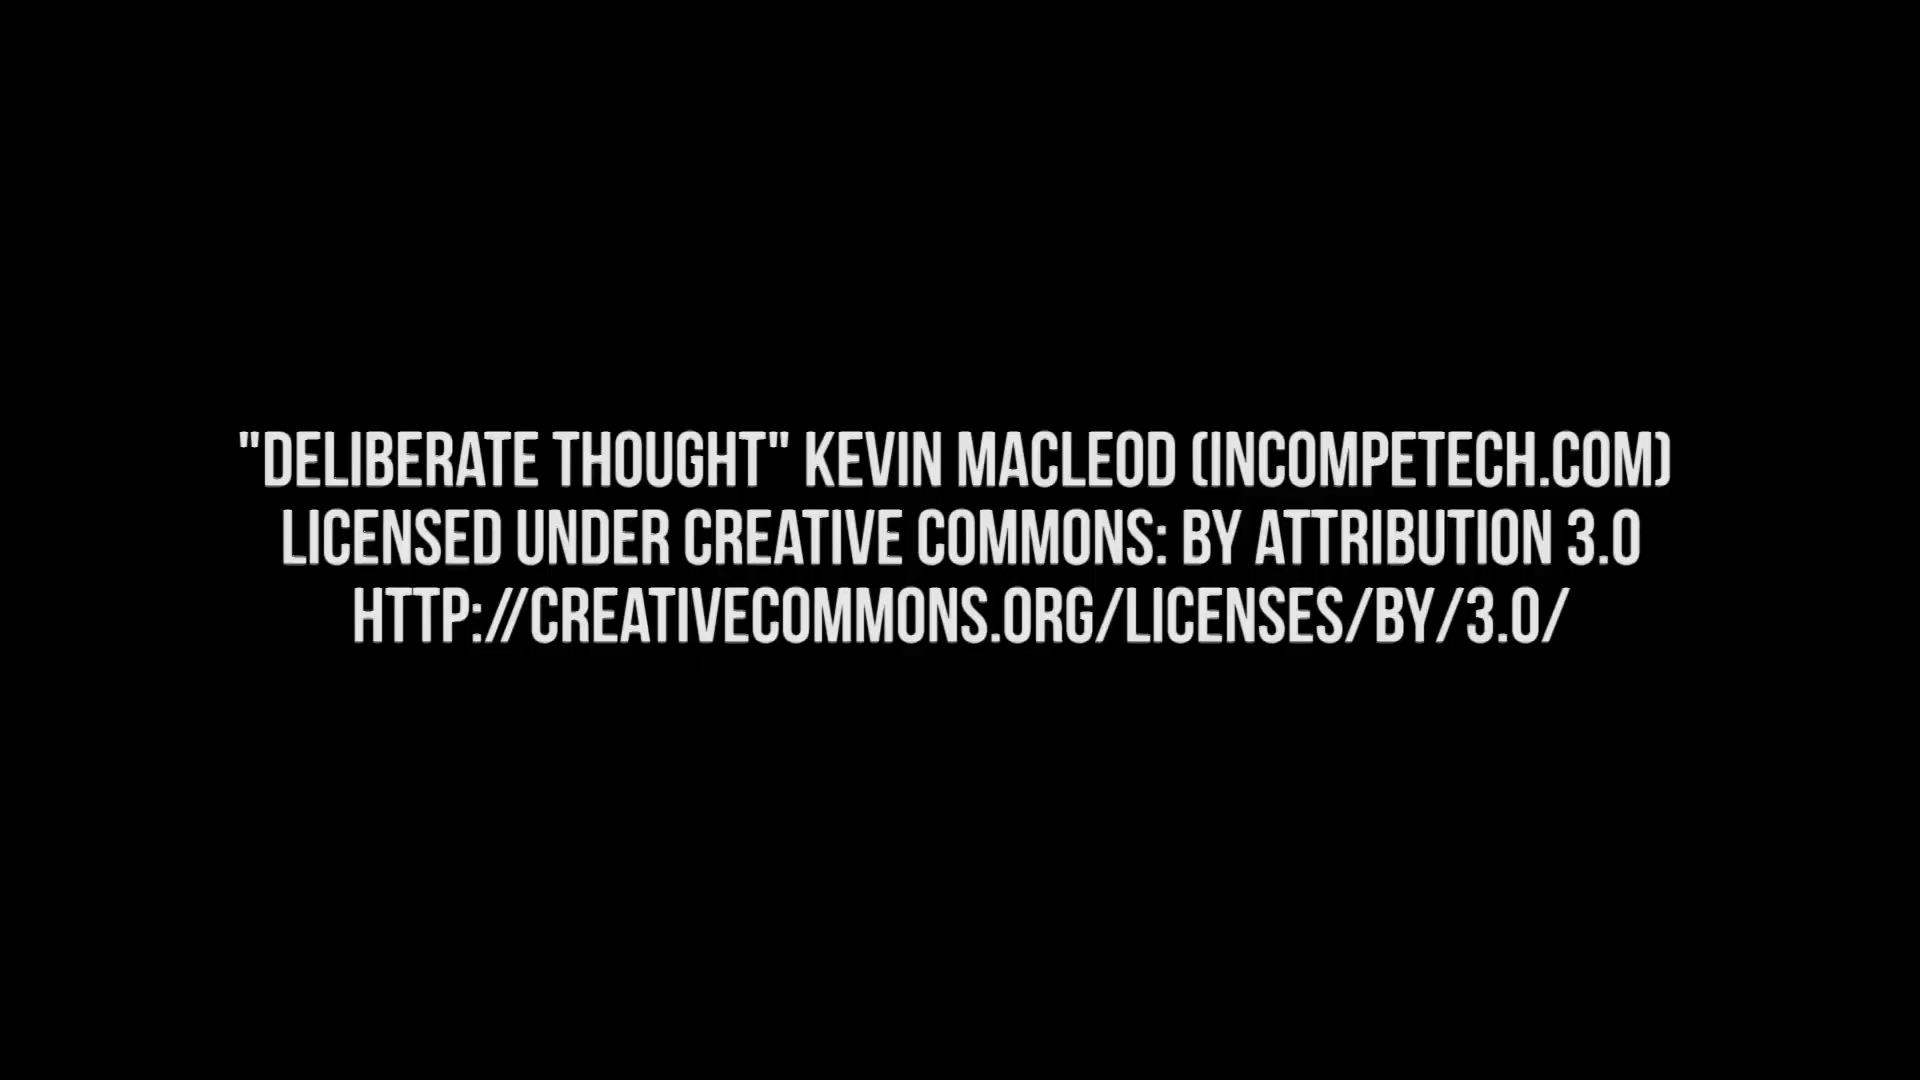 "DELIBERATE THOUGHT" KEVIN MACLEOD (INCOMPETECH.COM)
LICENSED UNDER CREATIVE COMMONS: BY ATTRIBUTION 3.0
HTTP://CREATIVECOMMONS.ORG/LICENSES/BY/3.0/